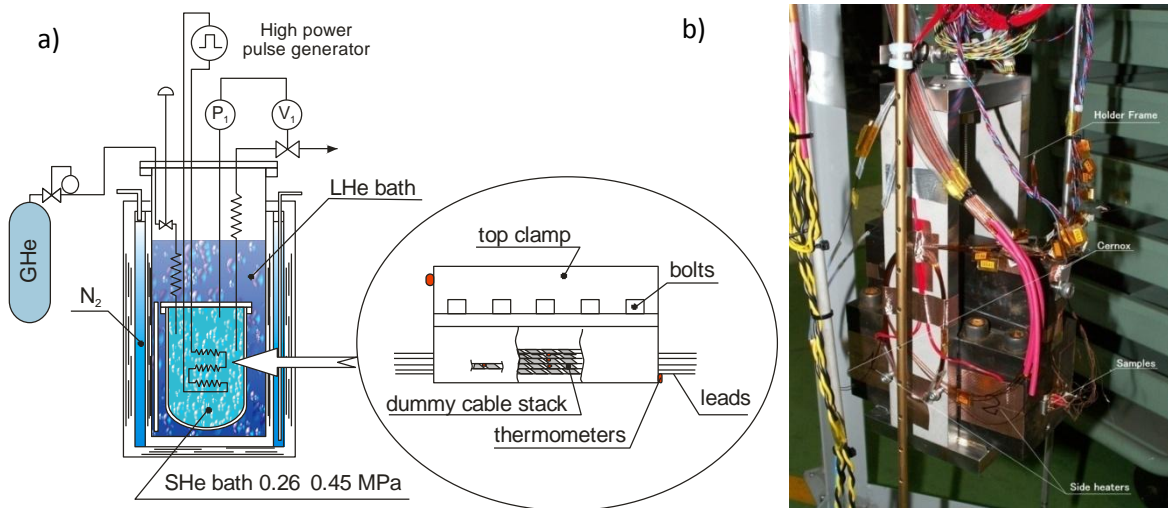 a)
High power
pulse generator
b)
P1
V1
LHe bath
GHe
N2
top clamp
bolts
dummy cable stack
leads
thermometers
SHe bath 0.26 0.45 MPa
Holder Frame
Cernox
Samples
Side heaters